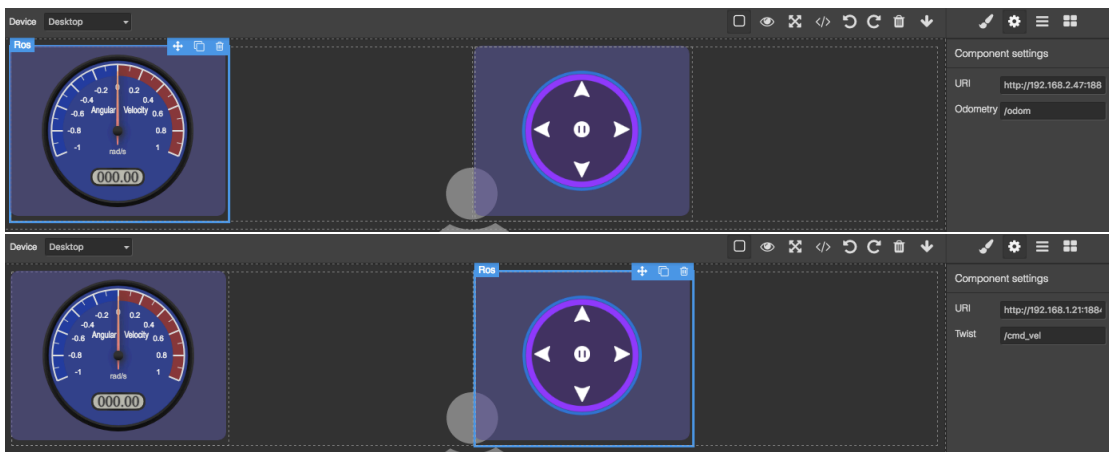 Device Desktop
Ros
Component settings
URI http://192.168.2.47:188
Odometry /odom
-0.2 0 0.2
-0.4 0.4
-0.6 Angular Velocity 0.6
-0.8 0.8
-1 rad/s 1
000.00
Device Desktop
Ros
Component settings
URI http://192.168.1.21:188
Twist /cmd_vel
-0.2 0 0.2
-0.4 0.4
-0.6 Angular Velocity 0.6
-0.8 0.8
-1 rad/s 1
000.00